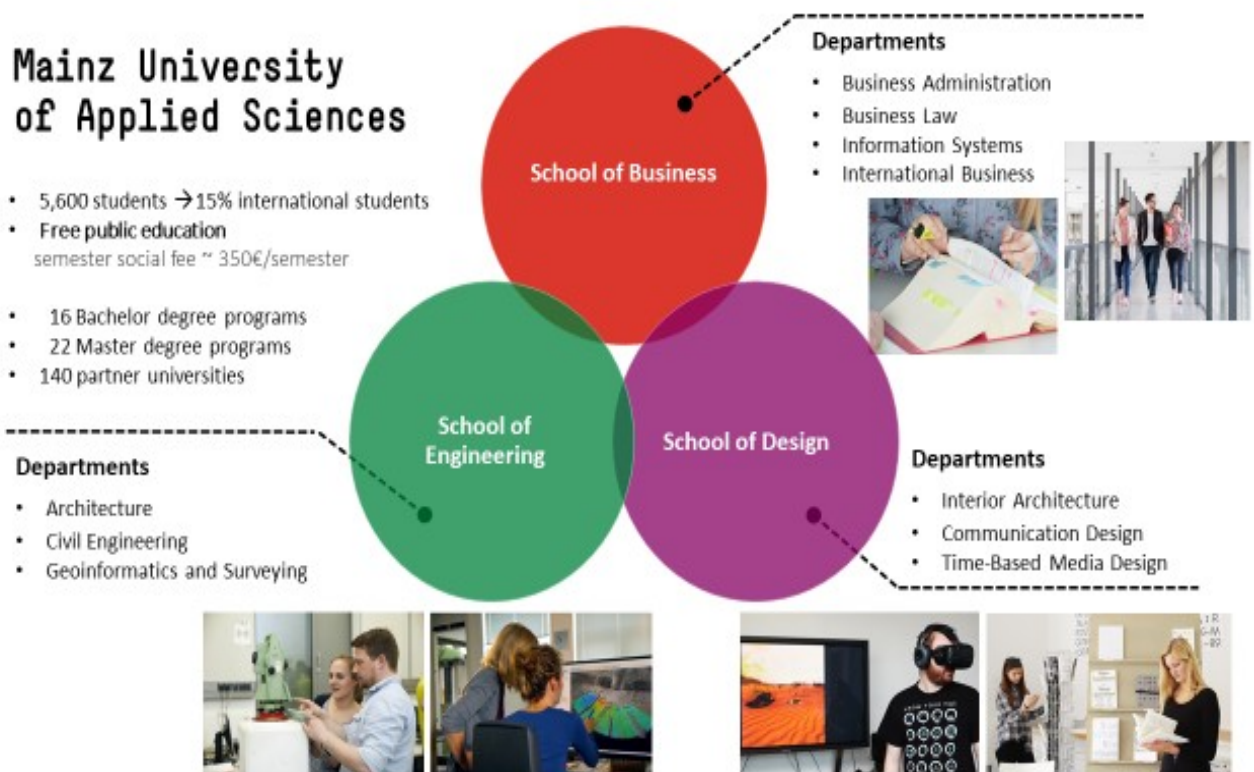 Mainz University
of Applied Sciences
• 5,600 students → 15% international students
• Free public education
semester social fee ~ 350€/semester
• 16 Bachelor degree programs
• 22 Master degree programs
• 140 partner universities
School of Business
Departments
• Business Administration
• Business Law
• Information Systems
• International Business
School of
Engineering
Departments
• Architecture
• Civil Engineering
• Geoinformatics and Surveying
School of Design
Departments
• Interior Architecture
• Communication Design
• Time-Based Media Design